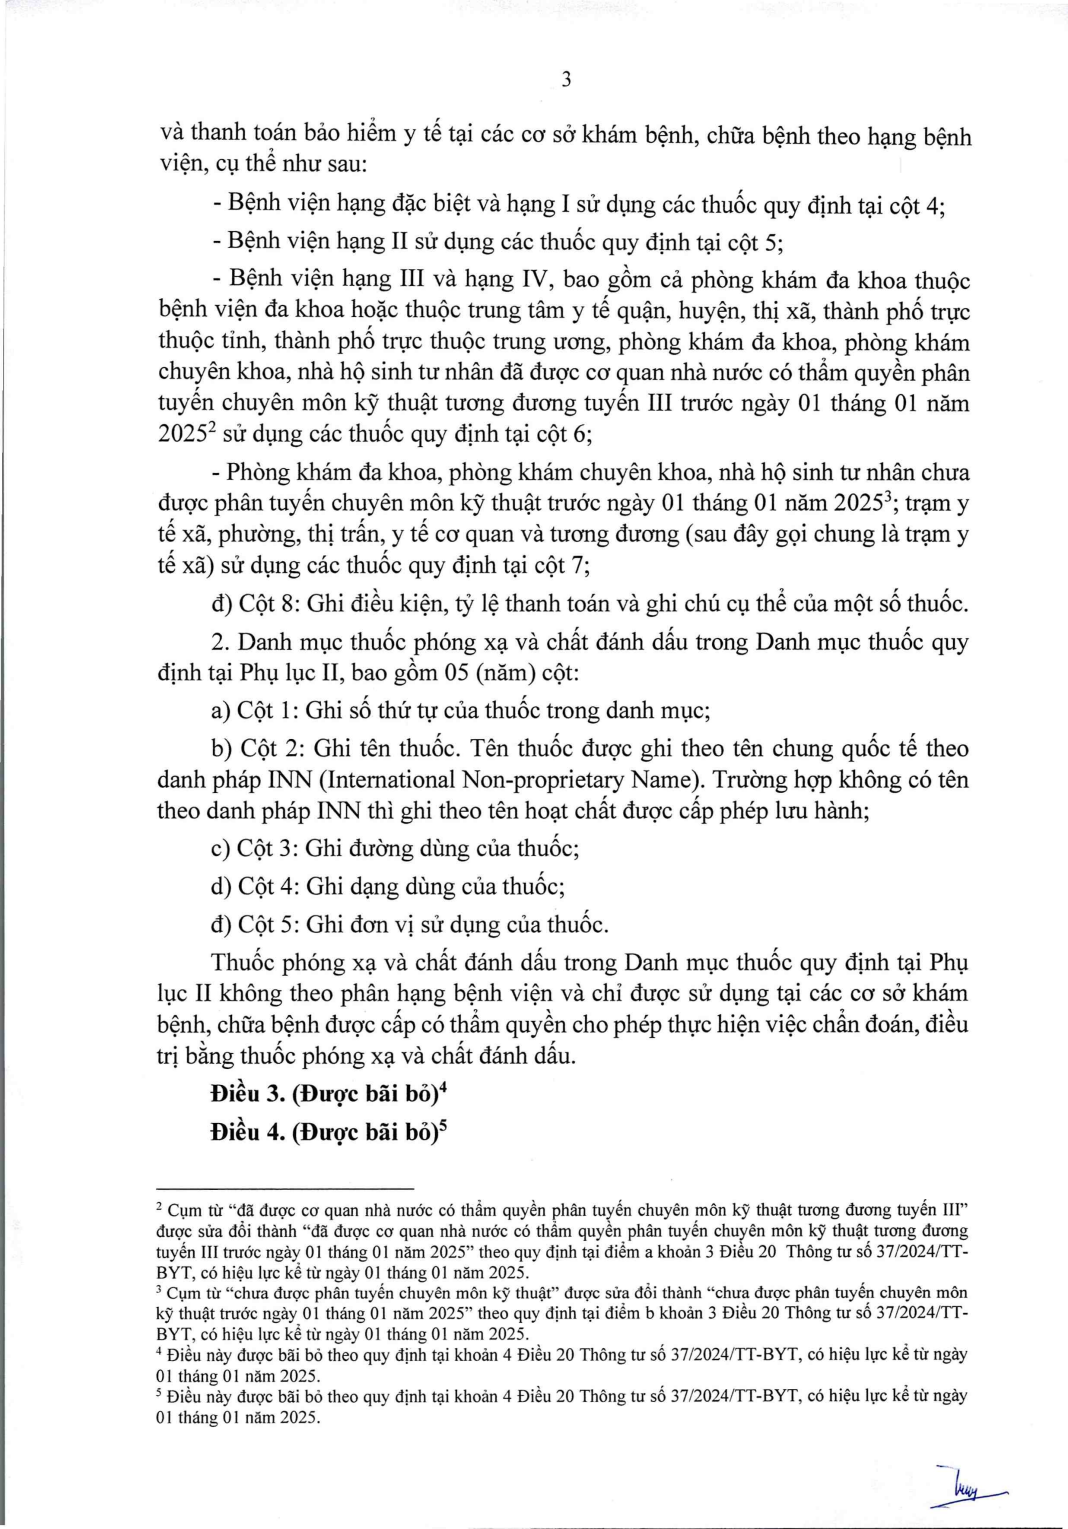 3
và thanh toán bảo hiểm y tế tại các cơ sở khám bệnh, chữa bệnh theo hạng bệnh
viện, cụ thể như sau:
- Bệnh viện hạng đặc biệt và hạng I sử dụng các thuốc quy định tại cột 4;
- Bệnh viện hạng II sử dụng các thuốc quy định tại cột 5;
- Bệnh viện hạng III và hạng IV, bao gồm cả phòng khám đa khoa thuộc
bệnh viện đa khoa hoặc thuộc trung tâm y tế quận, huyện, thị xã, thành phố trực
thuộc tỉnh, thành phố trực thuộc trung ương, phòng khám đa khoa, phòng khám
chuyên khoa, nhà hộ sinh tư nhân đã được cơ quan nhà nước có thẩm quyền phân
tuyến chuyên môn kỹ thuật tương đương tuyến III trước ngày 01 tháng 01 năm
2025² sử dụng các thuốc quy định tại cột 6;
- Phòng khám đa khoa, phòng khám chuyên khoa, nhà hộ sinh tư nhân chưa
được phân tuyến chuyên môn kỹ thuật trước ngày 01 tháng 01 năm 2025³; trạm y
tế xã, phường, thị trấn, y tế cơ quan và tương đương (sau đây gọi chung là trạm y
tế xã) sử dụng các thuốc quy định tại cột 7;
đ) Cột 8: Ghi điều kiện, tỷ lệ thanh toán và ghi chú cụ thể của một số thuốc.
2. Danh mục thuốc phóng xạ và chất đánh dấu trong Danh mục thuốc quy
định tại Phụ lục II, bao gồm 05 (năm) cột:
a) Cột 1: Ghi số thứ tự của thuốc trong danh mục;
b) Cột 2: Ghi tên thuốc. Tên thuốc được ghi theo tên chung quốc tế theo
danh pháp INN (International Non-proprietary Name). Trường hợp không có tên
theo danh pháp INN thì ghi theo tên hoạt chất được cấp phép lưu hành;
c) Cột 3: Ghi đường dùng của thuốc;
d) Cột 4: Ghi dạng dùng của thuốc;
đ) Cột 5: Ghi đơn vị sử dụng của thuốc.
Thuốc phóng xạ và chất đánh dấu trong Danh mục thuốc quy định tại Phụ
lục II không theo phân hạng bệnh viện và chỉ được sử dụng tại các cơ sở khám
bệnh, chữa bệnh được cấp có thẩm quyền cho phép thực hiện việc chẩn đoán, điều
trị bằng thuốc phóng xạ và chất đánh dấu.
Điều 3. (Được bãi bỏ)⁴
Điều 4. (Được bãi bỏ)⁵
² Cụm từ “đã được cơ quan nhà nước có thẩm quyền phân tuyến chuyên môn kỹ thuật tương đương tuyến III”
được sửa đổi thành “đã được cơ quan nhà nước có thẩm quyền phân tuyến chuyên môn kỹ thuật tương đương
tuyến III trước ngày 01 tháng 01 năm 2025” theo quy định tại điểm a khoản 3 Điều 20 Thông tư số 37/2024/TT-
BYT, có hiệu lực kể từ ngày 01 tháng 01 năm 2025.
³ Cụm từ “chưa được phân tuyến chuyên môn kỹ thuật” được sửa đổi thành “chưa được phân tuyến chuyên môn
kỹ thuật trước ngày 01 tháng 01 năm 2025” theo quy định tại điểm b khoản 3 Điều 20 Thông tư số 37/2024/TT-
BYT, có hiệu lực kể từ ngày 01 tháng 01 năm 2025.
⁴ Điều này được bãi bỏ theo quy định tại khoản 4 Điều 20 Thông tư số 37/2024/TT-BYT, có hiệu lực kể từ ngày
01 tháng 01 năm 2025.
⁵ Điều này được bãi bỏ theo quy định tại khoản 4 Điều 20 Thông tư số 37/2024/TT-BYT, có hiệu lực kể từ ngày
01 tháng 01 năm 2025.